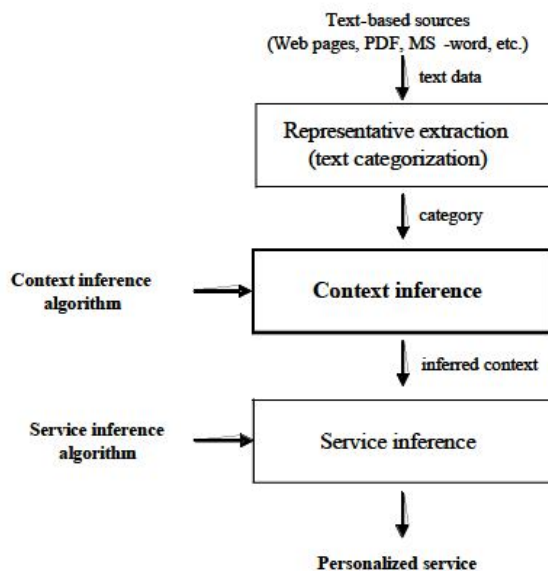 Text-based sources
(Web pages, PDF, MS -word, etc.)
text data
Representative extraction
(text categorization)
category
Context inference
algorithm
Context inference
inferred context
Service inference
algorithm
Service inference
Personalized service